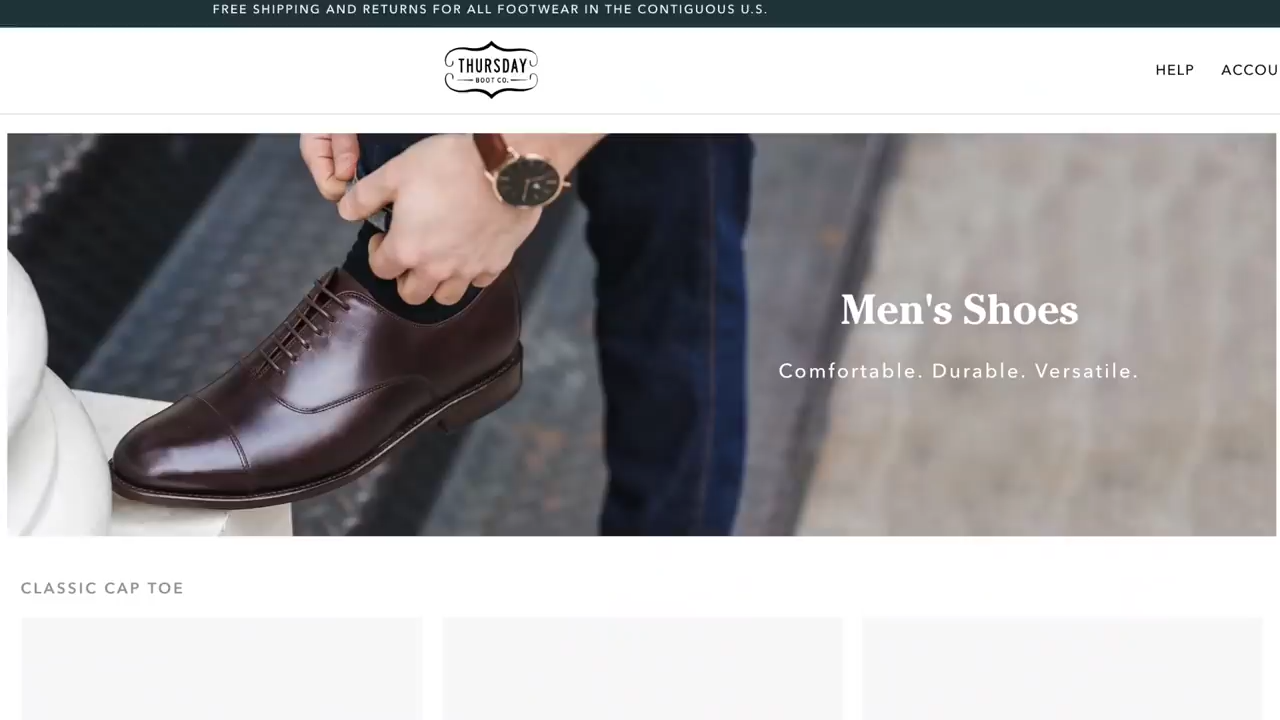 FREE SHIPPING AND RETURNS FOR ALL FOOTWEAR IN THE CONTIGUOUS U.S.
THURSDAY
BOOT CO.
HELP
ACCOU
Men's Shoes
Comfortable. Durable. Versatile.
CLASSIC CAP TOE